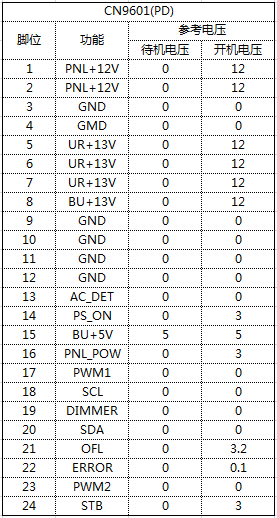 CN9601(PD)
脚位 功能 参考电压
待机电压 开机电压
1 PNL+12V 0 12
2 PNL+12V 0 12
3 GND 0 0
4 GMD 0 0
5 UR+13V 0 12
6 UR+13V 0 12
7 UR+13V 0 12
8 BU+13V 0 12
9 GND 0 0
10 GND 0 0
11 GND 0 0
12 GND 0 0
13 AC_DET 0 0
14 PS_ON 0 3
15 BU+5V 5 5
16 PNL_POW 0 3
17 PWM1 0 0
18 SCL 0 0
19 DIMMER 0 0
20 SDA 0 0
21 OFL 0 3.2
22 ERROR 0 0.1
23 PWM2 0 0
24 STB 0 3